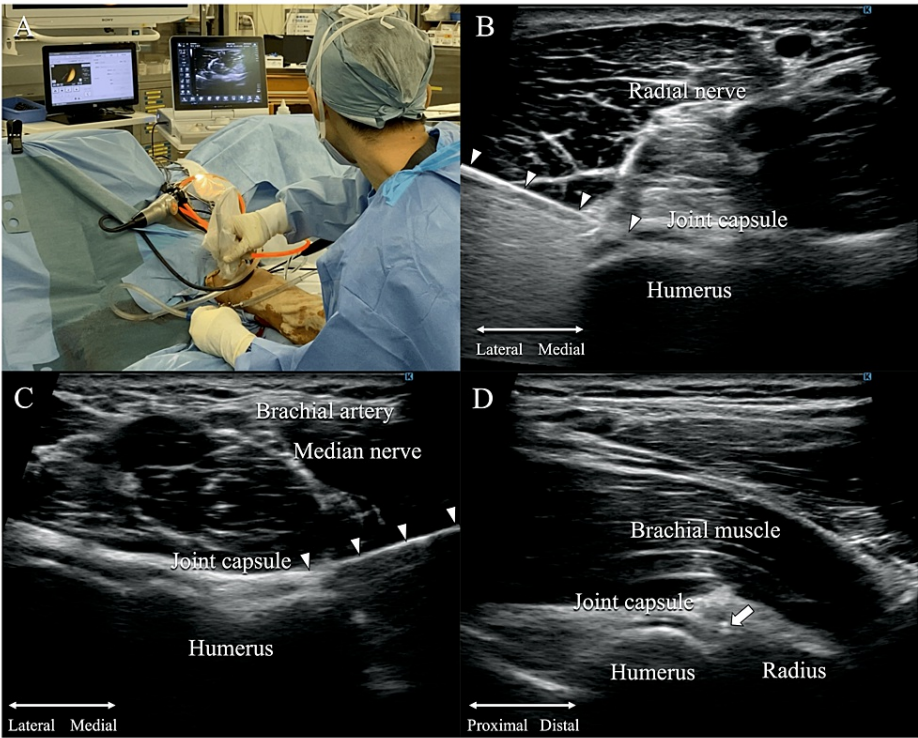 A
SONY
B
Radial nerve
Joint capsule
Humerus
Lateral Medial
C
Brachial artery
Median nerve
Joint capsule
Humerus
Lateral Medial
D
Brachial muscle
Joint capsule
Humerus
Radius
Proximal Distal